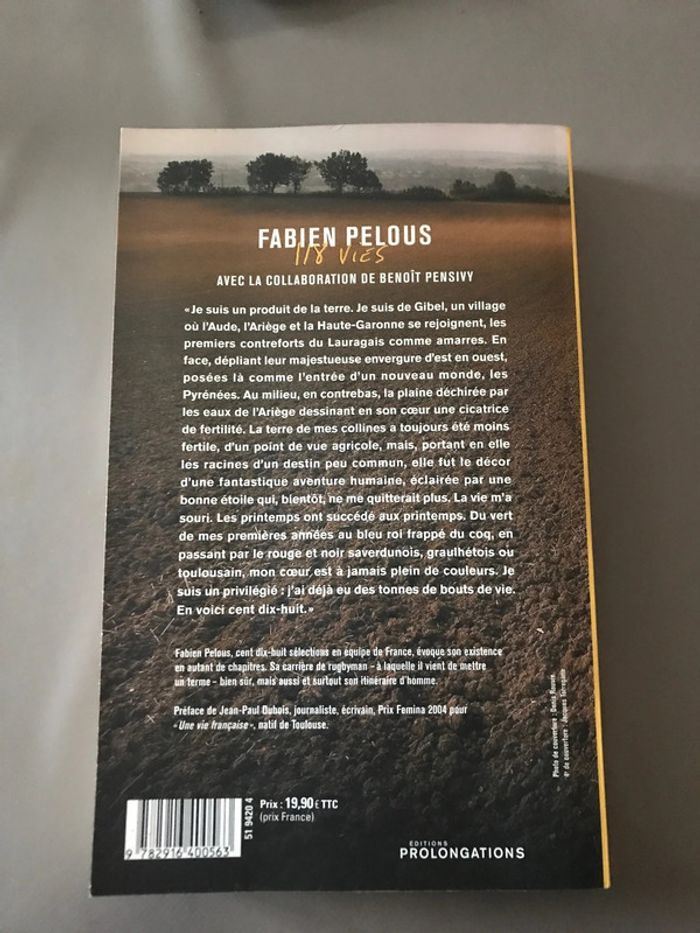 FABIEN PELOUS
118 vies
AVEC LA COLLABORATION DE BENOÎT PENSIVY
«Je suis un produit de la terre. Je suis de Gibel, un village
où l'Aude, l'Ariège et la Haute-Garonne se rejoignent, les
premiers contreforts du Lauragais comme amarres. En
face, dépliant leur majestueuse envergure d'est en ouest,
posées là comme l'entrée d'un nouveau monde, les
Pyrénées. Au milieu, en contrebas, la plaine déchirée par
les eaux de l'Ariège dessinant en son cœur une cicatrice
de fertilité. La terre de mes collines a toujours été moins
fertile, d'un point de vue agricole, mais, portant en elle
les racines d'un destin peu commun, elle fut le décor
d'une fantastique aventure humaine, éclairée par une
bonne étoile qui, bientôt, ne me quitterait plus. La vie m'a
souri. Les printemps ont succédé aux printemps. Du vert
de mes premières années au bleu roi frappé du coq, en
passant par le rouge et noir saverdunois, graulhétois ou
toulousain, mon cœur est à jamais plein de couleurs. Je
suis un privilégié : j'ai déjà eu des tonnes de bouts de vie.
En voici cent dix-huit.»
Fabien Pelous, cent dix-huit sélections en équipe de France, évoque son existence
en autant de chapitres. Sa carrière de rugbyman – à laquelle il vient de mettre
un terme – bien sûr, mais aussi et surtout son itinéraire d'homme.
Préface de Jean-Paul Dubois, journaliste, écrivain, Prix Femina 2004 pour
«Une vie française», natif de Toulouse.
Photo de couverture : Denis Rouvre
4e de couverture : Jacques
51 9420 4
Prix : 19,90 € TTC
(prix France)
9 782916 400563
EDITIONS
PROLONGATIONS